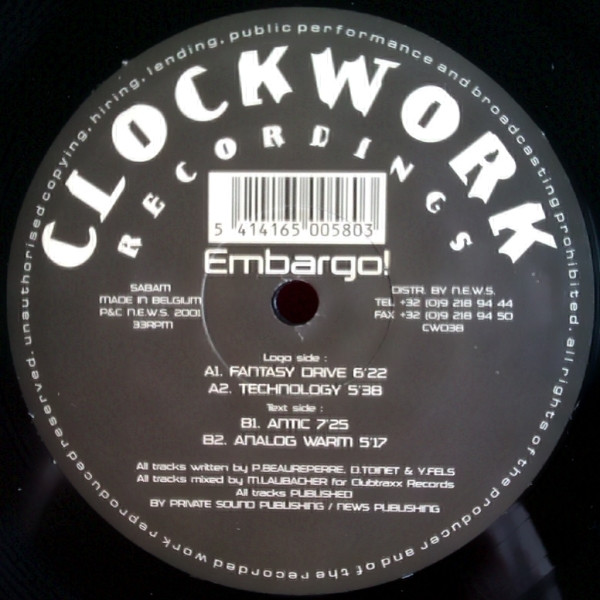 unauthorised copying, hiring, lending, public performance and broadcasting prohibited. all rights of the producer and of the recorded work reproduced reserved.
CLOCKWORK
RECORDINGS
5 414165 005803
Embargo!
SABAM
MADE IN BELGIUM
P&C N.E.W.S. 2001
33RPM
DISTR. BY N.E.W.S.
TEL +32 (0)9 218 94 44
FAX +32 (0)9 218 94 50
CW038
Logo side :
A1. FANTASY DRIVE 6'22
A2. TECHNOLOGY 5'38
Text side :
B1. ANTIC 7'25
B2. ANALOG WARM 5'17
All tracks written by P.BEAUREPERRE, D.TOINET & Y.FELS
All tracks mixed by M.LAUBACHER for Clubtraxx Records
All tracks PUBLISHED
BY PRIVATE SOUND PUBLISHING / NEWS PUBLISHING